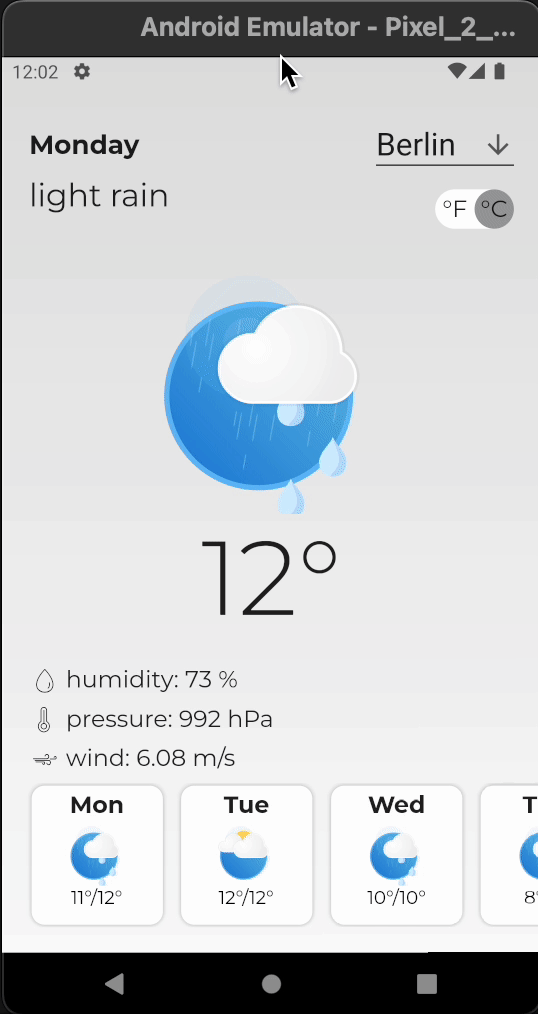 Android Emulator - Pixel_2_...
12:02
Monday
Berlin
light rain
°F °C
12°
humidity: 73 %
pressure: 992 hPa
wind: 6.08 m/s
Mon Tue Wed T
11°/12° 12°/12° 10°/10° 8°